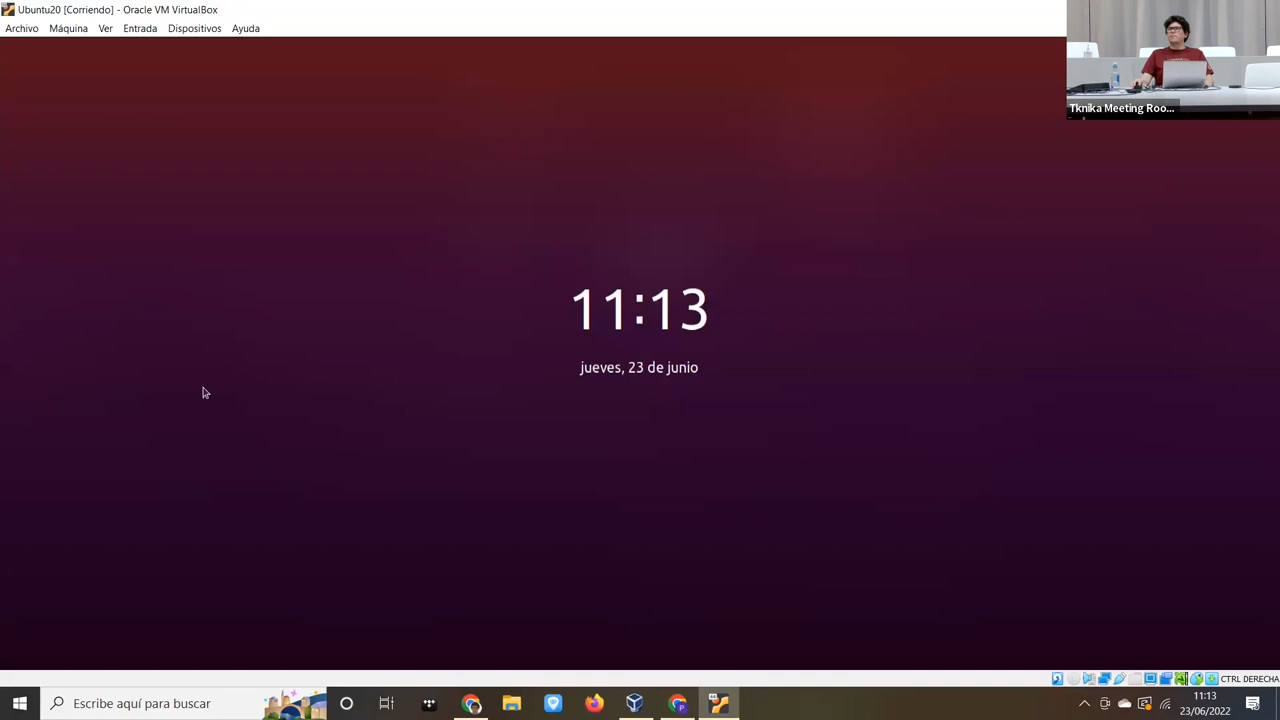 Ubuntu20 [Corriendo] - Oracle VM VirtualBox
Archivo Máquina Ver Entrada Dispositivos Ayuda
Tknika Meeting Roo...
11:13
jueves, 23 de junio
CTRL DERECHA
Escribe aquí para buscar
11:13
23/06/2022